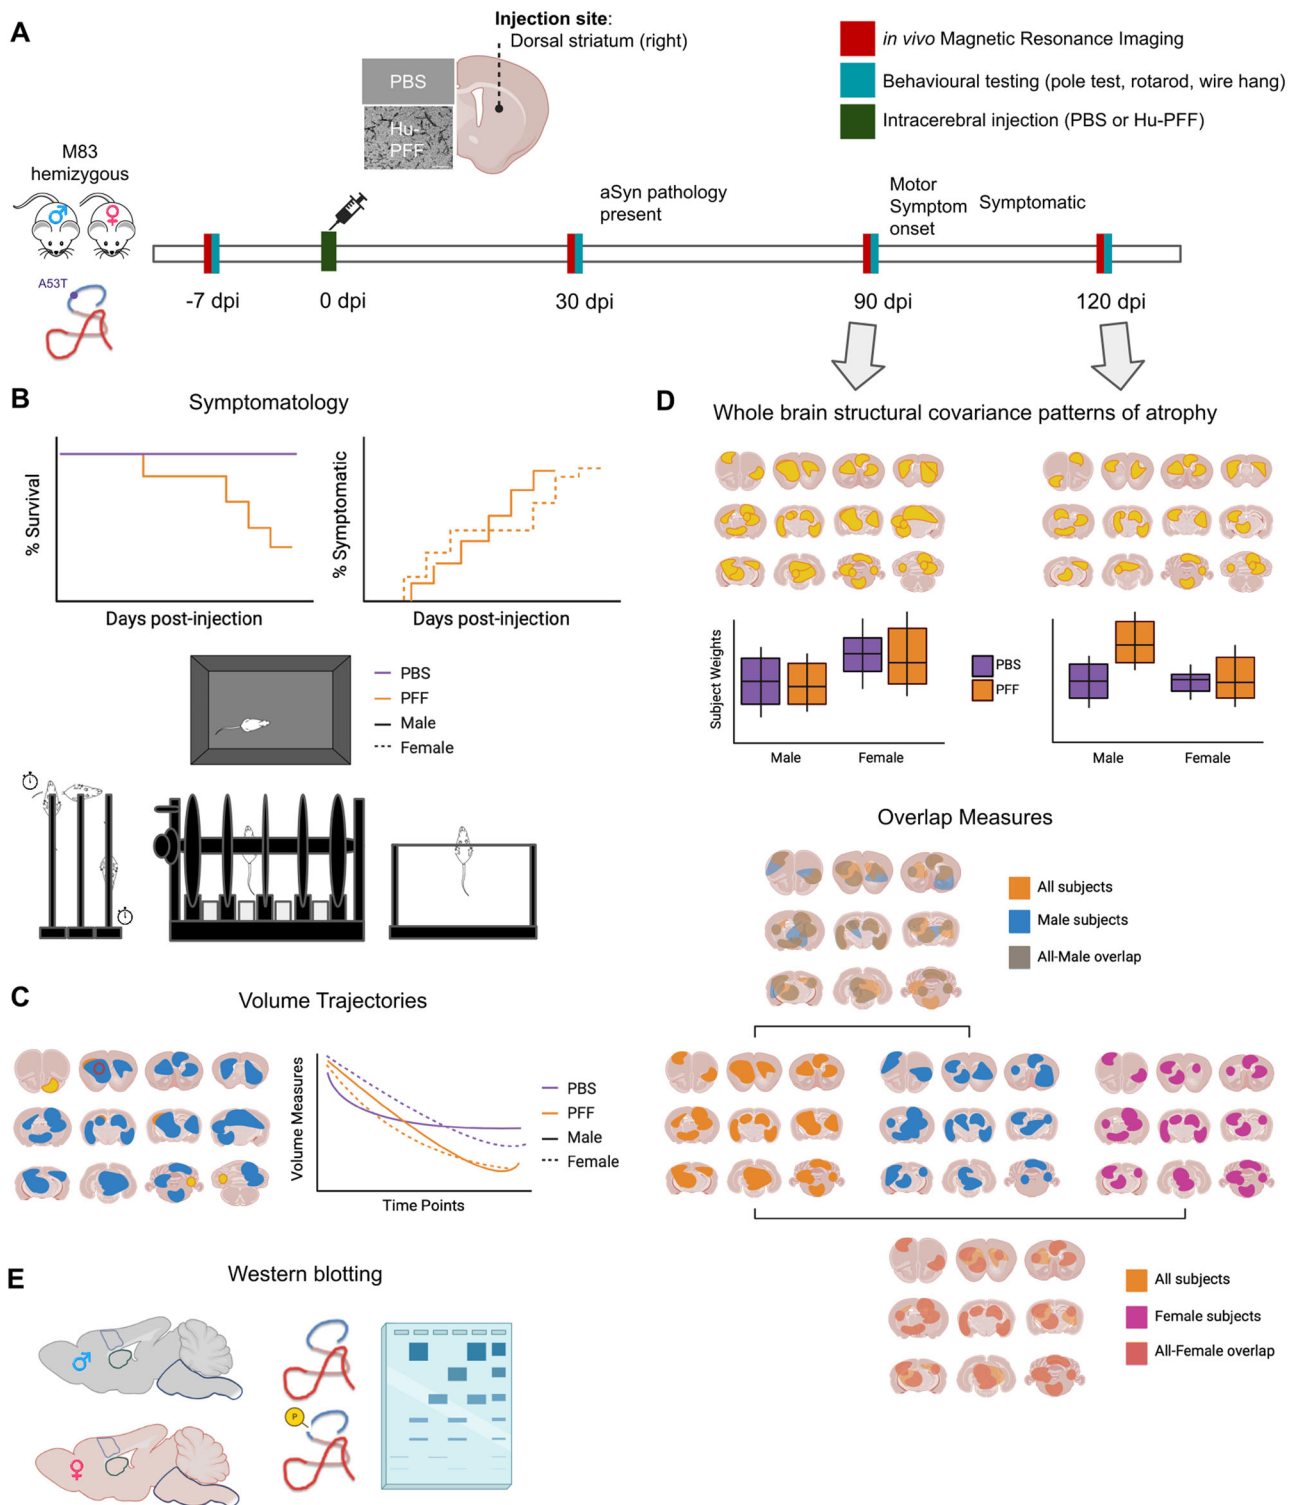 A
Injection site:
Dorsal striatum (right)
PBS
Hu-
PFF
in vivo Magnetic Resonance Imaging
Behavioural testing (pole test, rotarod, wire hang)
Intracerebral injection (PBS or Hu-PFF)
M83
hemizygous
A53T
aSyn pathology
present
Motor
Symptom
onset
Symptomatic
-7 dpi
0 dpi
30 dpi
90 dpi
120 dpi
B
Symptomatology
% Survival
Days post-injection
% Symptomatic
Days post-injection
PBS
PFF
Male
Female
C
Volume Trajectories
Volume Measures
Time Points
PBS
PFF
Male
Female
D
Whole brain structural covariance patterns of atrophy
Subject Weights
Male
Female
PBS
PFF
Male
Female
Overlap Measures
All subjects
Male subjects
All-Male overlap
All subjects
Female subjects
All-Female overlap
E
Western blotting
P